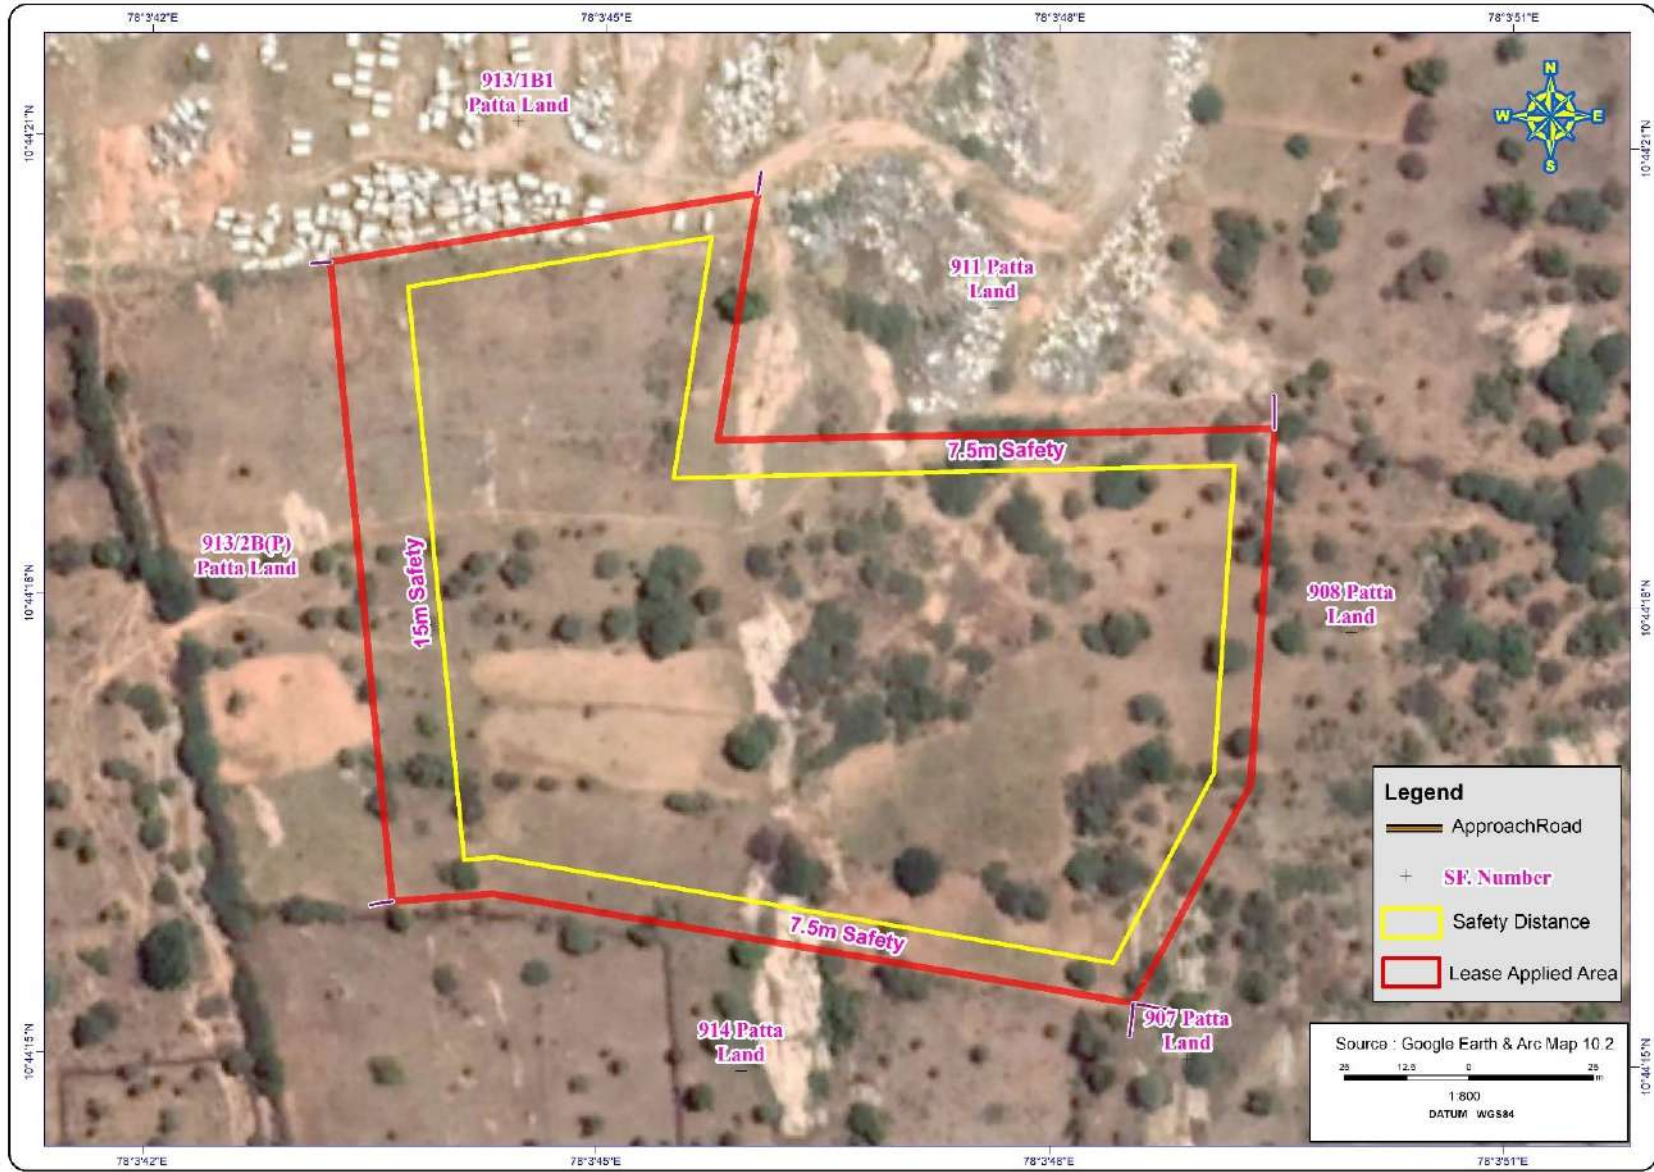 78°3'42"E 78°3'45"E 78°3'48"E 78°3'51"E
N
W E
S
913/1B1
Patta Land
10°44'21"N
10°44'21"N
911 Patta
Land
7.5m Safety
913/2B(P)
Patta Land
15m Safety
10°44'18"N
908 Patta
Land
10°44'18"N
Legend
ApproachRoad
SF. Number
Safety Distance
Lease Applied Area
7.5m Safety
914 Patta
Land
907 Patta
Land
10°44'15"N
10°44'15"N
Source : Google Earth & Arc Map 10.2
25 12.5 0 25
m
1:800
DATUM WGS84
78°3'42"E 78°3'45"E 78°3'48"E 78°3'51"E